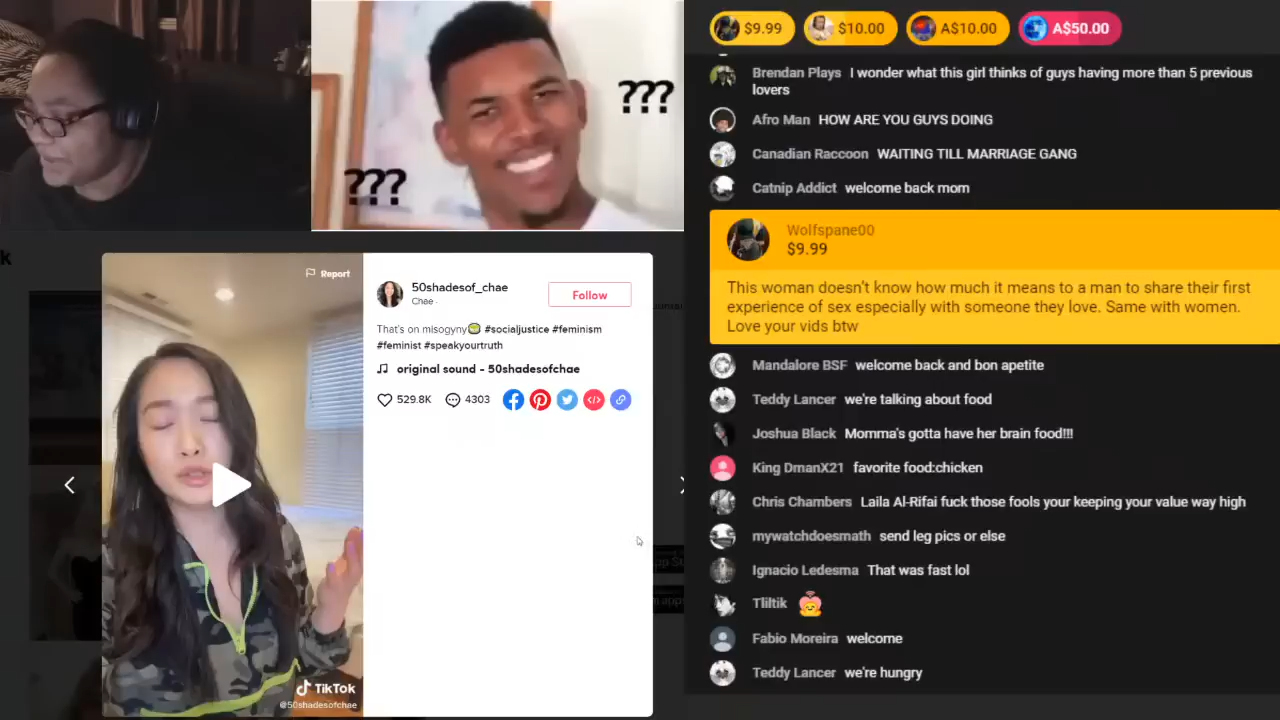 ???
???
k
Report
50shadesof_chae
Chae ·
Follow
That's on misogyny🍵 #socialjustice #feminism
#feminist #speakyourtruth
original sound - 50shadesofchae
529.8K
4303
TikTok
@50shadesofchae
$9.99
$10.00
A$10.00
A$50.00
Brendan Plays I wonder what this girl thinks of guys having more than 5 previous
lovers
Afro Man HOW ARE YOU GUYS DOING
Canadian Raccoon WAITING TILL MARRIAGE GANG
Catnip Addict welcome back mom
Wolfspane00
$9.99
This woman doesn't know how much it means to a man to share their first
experience of sex especially with someone they love. Same with women.
Love your vids btw
Mandalore BSF welcome back and bon apetite
Teddy Lancer we're talking about food
Joshua Black Momma's gotta have her brain food!!!
King DmanX21 favorite food:chicken
Chris Chambers Laila Al-Rifai fuck those fools your keeping your value way high
mywatchdoesmath send leg pics or else
Ignacio Ledesma That was fast lol
Tliltik
Fabio Moreira welcome
Teddy Lancer we're hungry